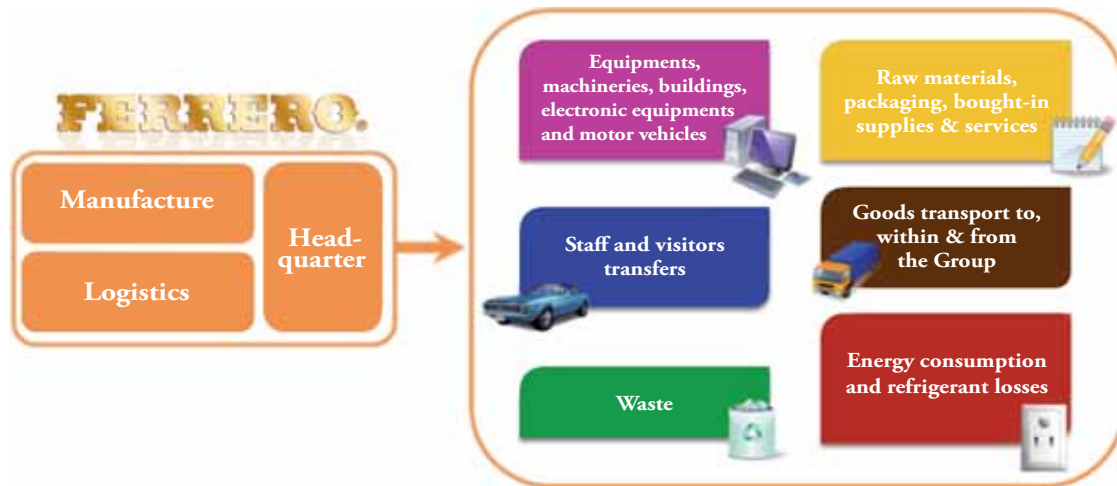 FERRERO®
Manufacture
Logistics
Head-
quarter
Equipments,
machineries, buildings,
electronic equipments
and motor vehicles
Raw materials,
packaging, bought-in
supplies & services
Staff and visitors
transfers
Goods transport to,
within & from
the Group
Waste
Energy consumption
and refrigerant losses